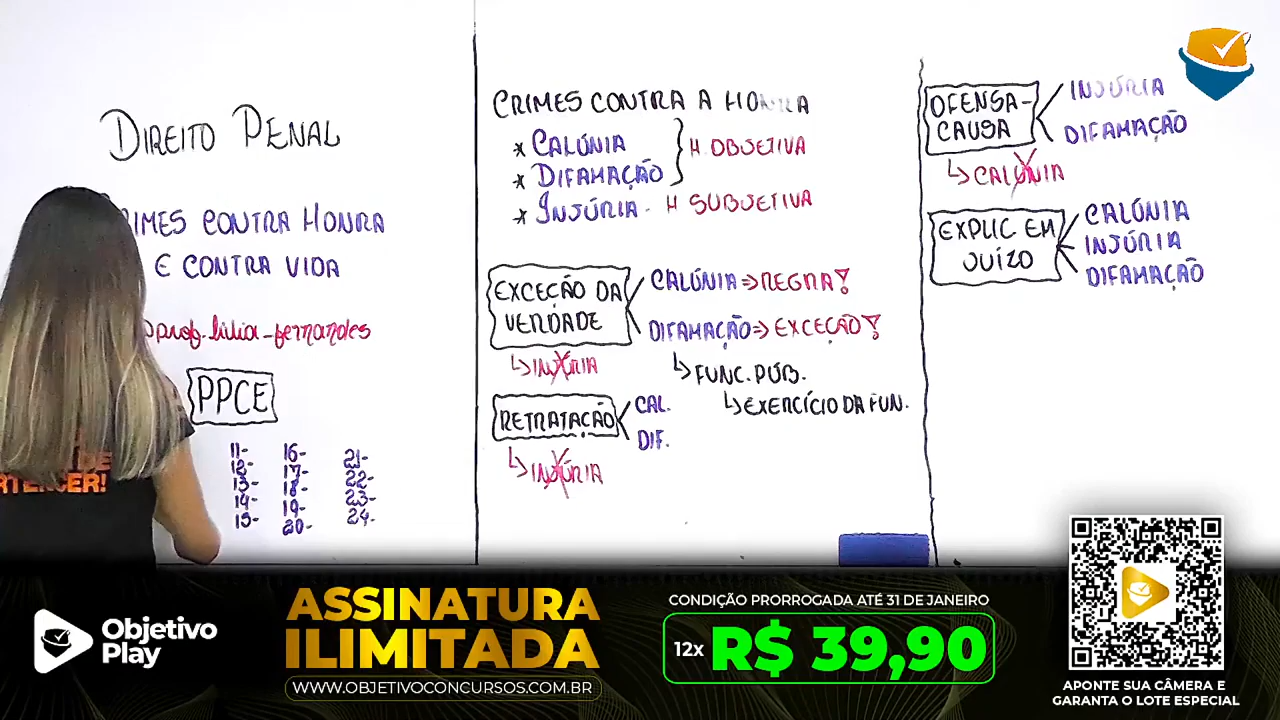 DIREITO PENAL
CRIMES CONTRA HONRA
E CONTRA VIDA
prof.lilia_fernandes
PPCE
11- 16- 21-
12- 17- 22-
13- 18- 23-
14- 19- 24-
15- 20-
RTENCER!
CRIMES CONTRA A HONRA
* CALÚNIA
* DIFAMAÇÃO
H. OBJETIVA
* INJÚRIA - H SUBJETIVA
EXCEÇÃO DA
VERDADE
CALÚNIA => REGRA!
DIFAMAÇÃO => EXCEÇÃO!
↳ INJÚRIA
↳ FUNC. PÚB.
↳ EXERCÍCIO DA FUN.
RETRATAÇÃO
CAL.
DIF.
↳ INJÚRIA
OFENSA-
CAUSA
INJÚRIA
DIFAMAÇÃO
↳ CALÚNIA
EXPLIC EM
JUÍZO
CALÚNIA
INJÚRIA
DIFAMAÇÃO
Objetivo
Play
ASSINATURA
ILIMITADA
WWW.OBJETIVOCONCURSOS.COM.BR
CONDIÇÃO PRORROGADA ATÉ 31 DE JANEIRO
12x R$ 39,90
APONTE SUA CÂMERA E
GARANTA O LOTE ESPECIAL